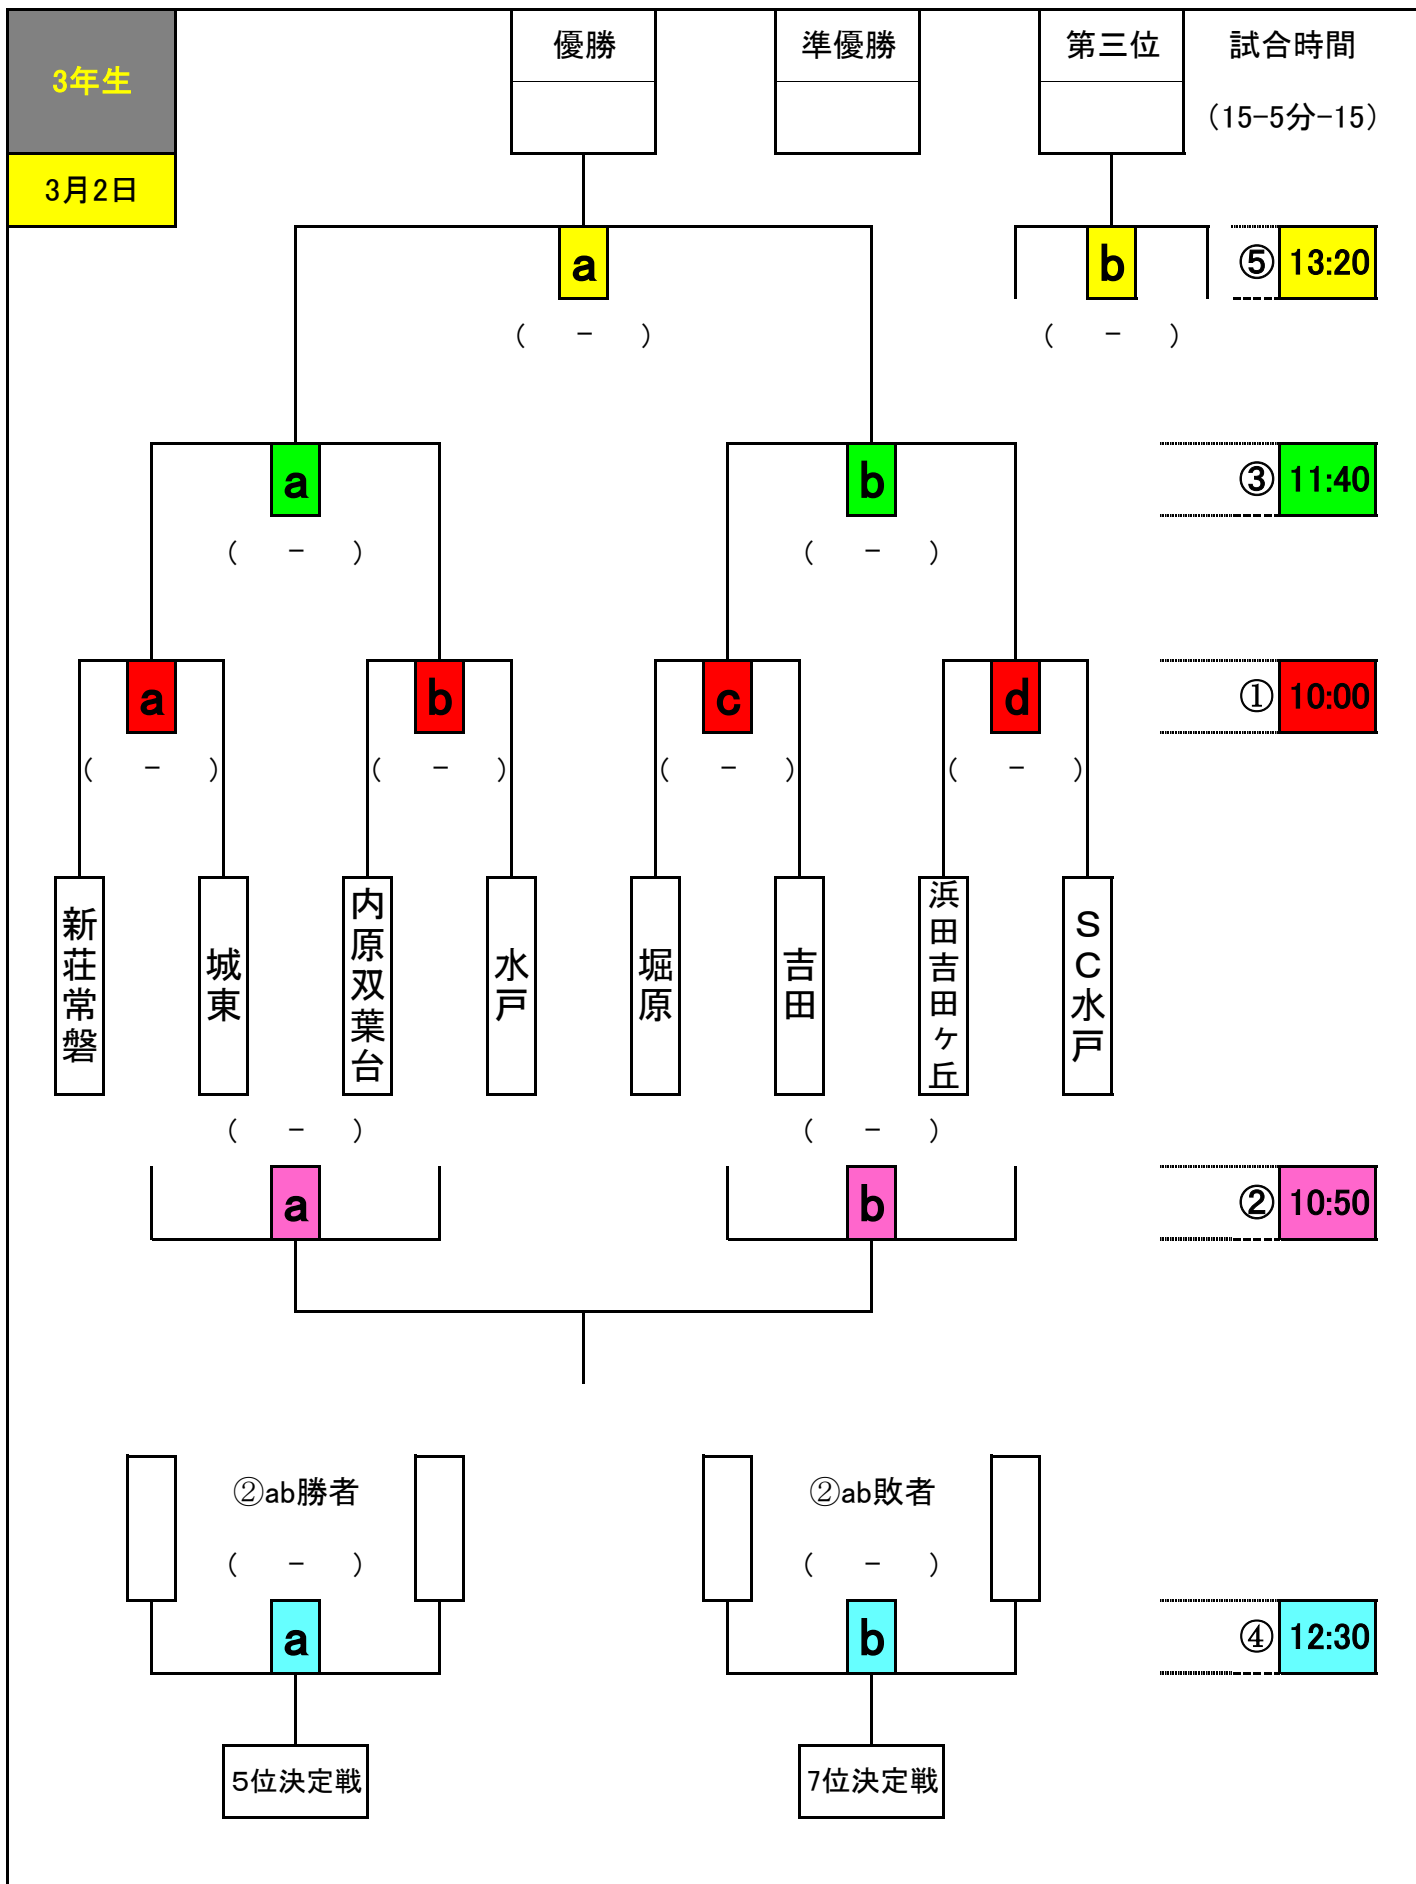 3年生
3月2日
優勝
準優勝
第三位
試合時間
（15-5分-15）
a
b
⑤ 13:20
( - )
( - )
a
b
③ 11:40
( - )
( - )
a
b
c
d
① 10:00
( - )
( - )
( - )
( - )
新荘常磐
城東
内原双葉台
水戸
堀原
吉田
浜田吉田ヶ丘
ＳＣ水戸
( - )
( - )
a
b
② 10:50
②ab勝者
②ab敗者
( - )
( - )
a
b
④ 12:30
５位決定戦
7位決定戦